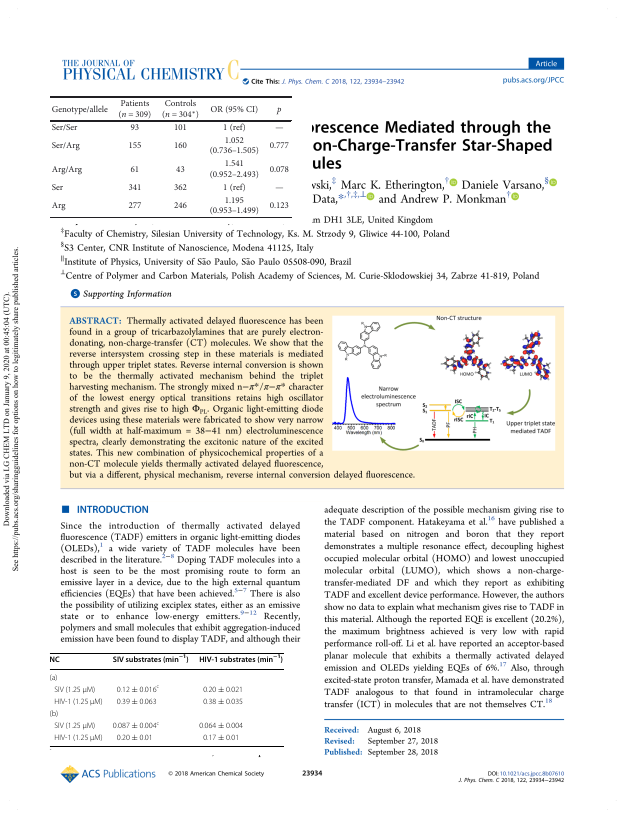 THE JOURNAL OF
PHYSICAL CHEMISTRY C
Article
Cite This: J. Phys. Chem. C 2018, 122, 23934−23942
pubs.acs.org/JPCC
Genotype/allele Patients (n = 309) Controls (n = 304*) OR (95% CI) p
Ser/Ser 93 101 1 (ref) —
Ser/Arg 155 160 1.052 (0.736–1.505) 0.777
Arg/Arg 61 43 1.541 (0.952–2.493) 0.078
Ser 341 362 1 (ref) —
Arg 277 246 1.195 (0.953–1.499) 0.123
rescence Mediated through the
on-Charge-Transfer Star-Shaped
ules
vski,‡ Marc K. Etherington,† Daniele Varsano,§
Data,*,†,‡,⊥ and Andrew P. Monkman†
m DH1 3LE, United Kingdom
‡Faculty of Chemistry, Silesian University of Technology, Ks. M. Strzody 9, Gliwice 44-100, Poland
§S3 Center, CNR Institute of Nanoscience, Modena 41125, Italy
∥Institute of Physics, University of São Paulo, São Paulo 05508-090, Brazil
⊥Centre of Polymer and Carbon Materials, Polish Academy of Sciences, M. Curie-Sklodowskiej 34, Zabrze 41-819, Poland
S Supporting Information
ABSTRACT: Thermally activated delayed fluorescence has been
found in a group of tricarbazolylamines that are purely electron-
donating, non-charge-transfer (CT) molecules. We show that the
reverse intersystem crossing step in these materials is mediated
through upper triplet states. Reverse internal conversion is shown
to be the thermally activated mechanism behind the triplet
harvesting mechanism. The strongly mixed n−π*/π−π* character
of the lowest energy optical transitions retains high oscillator
strength and gives rise to high ΦPL. Organic light-emitting diode
devices using these materials were fabricated to show very narrow
(full width at half-maximum = 38−41 nm) electroluminescence
spectra, clearly demonstrating the excitonic nature of the excited
states. This new combination of physicochemical properties of a
non-CT molecule yields thermally activated delayed fluorescence,
but via a different, physical mechanism, reverse internal conversion delayed fluorescence.
Non-CT structure
HOMO
LUMO
Narrow
electroluminescence
spectrum
400 500 600 700 800
Wavelength (nm)
Upper triplet state
mediated TADF
■ INTRODUCTION
Since the introduction of thermally activated delayed
fluorescence (TADF) emitters in organic light-emitting diodes
(OLEDs),1 a wide variety of TADF molecules have been
described in the literature.2−8 Doping TADF molecules into a
host is seen to be the most promising route to form an
emissive layer in a device, due to the high external quantum
efficiencies (EQEs) that have been achieved.5−7 There is also
the possibility of utilizing exciplex states, either as an emissive
state or to enhance low-energy emitters.9−12 Recently,
polymers and small molecules that exhibit aggregation-induced
emission have been found to display TADF, and although their
NC SIV substrates (min−1) HIV-1 substrates (min−1)
(a)
SIV (1.25 μM) 0.12 ± 0.016c 0.20 ± 0.021
HIV-1 (1.25 μM) 0.39 ± 0.063 0.38 ± 0.035
(b)
SIV (1.25 μM) 0.087 ± 0.004c 0.064 ± 0.004
HIV-1 (1.25 μM) 0.20 ± 0.01 0.17 ± 0.01
adequate description of the possible mechanism giving rise to
the TADF component. Hatakeyama et al.16 have published a
material based on nitrogen and boron that they report
demonstrates a multiple resonance effect, decoupling highest
occupied molecular orbital (HOMO) and lowest unoccupied
molecular orbital (LUMO), which shows a non-charge-
transfer-mediated DF and which they report as exhibiting
TADF and excellent device performance. However, the authors
show no data to explain what mechanism gives rise to TADF in
this material. Although the reported EQE is excellent (20.2%),
the maximum brightness achieved is very low with rapid
performance roll-off. Li et al. have reported an acceptor-based
planar molecule that exhibits a thermally activated delayed
emission and OLEDs yielding EQEs of 6%.17 Also, through
excited-state proton transfer, Mamada et al. have demonstrated
TADF analogous to that found in intramolecular charge
transfer (ICT) in molecules that are not themselves CT.18
Received: August 6, 2018
Revised: September 27, 2018
Published: September 28, 2018
ACS Publications
© 2018 American Chemical Society
23934
DOI: 10.1021/acs.jpcc.8b07610
J. Phys. Chem. C 2018, 122, 23934−23942
Downloaded via LG CHEM LTD on January 9, 2020 at 00:45:04 (UTC).
See https://pubs.acs.org/sharingguidelines for options on how to legitimately share published articles.